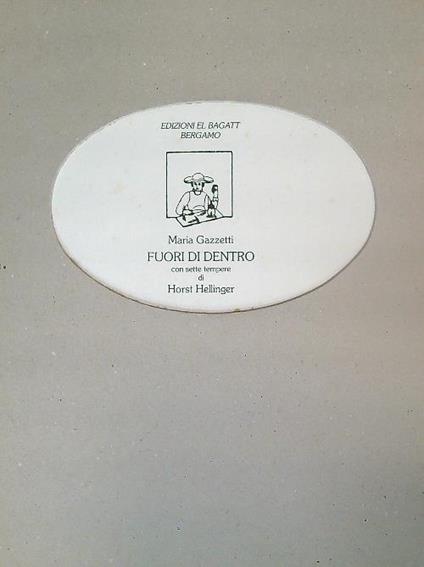 EDIZIONI EL BAGATT
BERGAMO
Maria Gazzetti
FUORI DI DENTRO
con sette tempere
di
Horst Hellinger